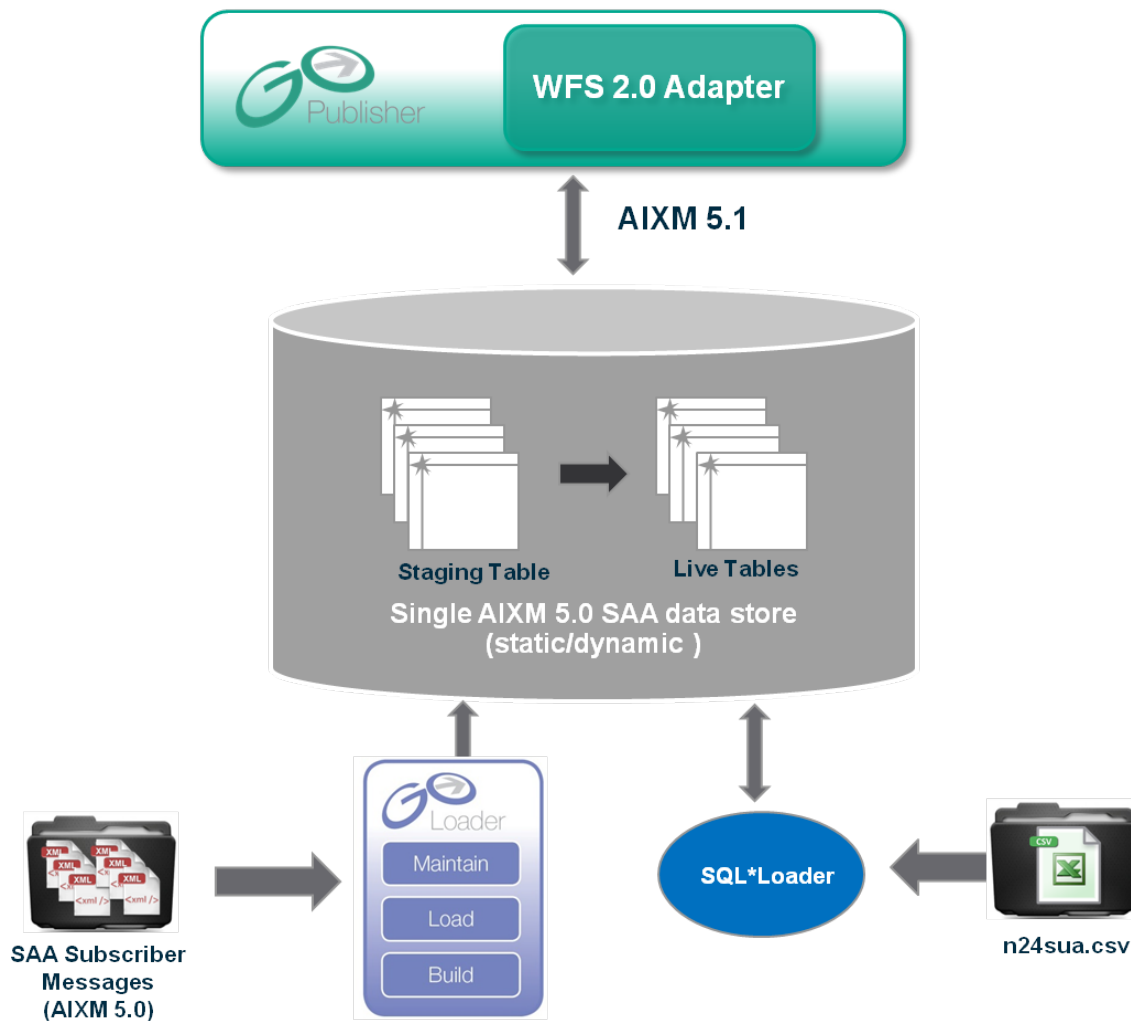 GO
Publisher
WFS 2.0 Adapter
AIXM 5.1
Staging Table
Live Tables
Single AIXM 5.0 SAA data store
(static/dynamic )
GO
Loader
Maintain
Load
Build
SQL*Loader
XML
XML
XML
XML
XML
XML
<xml />
CSV
SAA Subscriber
Messages
(AIXM 5.0)
n24sua.csv